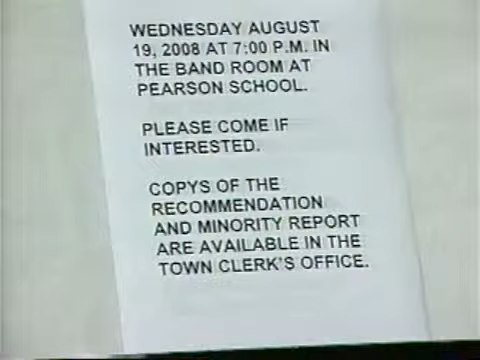 WEDNESDAY AUGUST
19, 2008 AT 7:00 P.M. IN
THE BAND ROOM AT
PEARSON SCHOOL.
PLEASE COME IF
INTERESTED.
COPYS OF THE
RECOMMENDATION
AND MINORITY REPORT
ARE AVAILABLE IN THE
TOWN CLERK'S OFFICE.